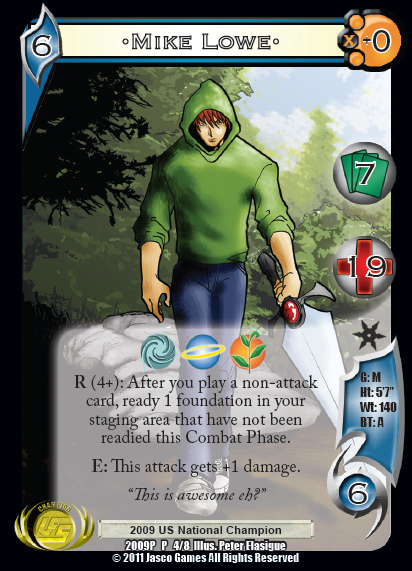 6
·MIKE LOWE·
X +0
7
19
G: M
Ht: 5'7"
Wt: 140
BT: A
R (4+): After you play a non-attack
card, ready 1 foundation in your
staging area that have not been
readied this Combat Phase.
E: This attack gets +1 damage.
“This is awesome eh?”
6
CHAMPION
UFS
2009 US National Champion
2009P_P_4/8 Illus. Peter Elasigue
© 2011 Jasco Games All Rights Reserved